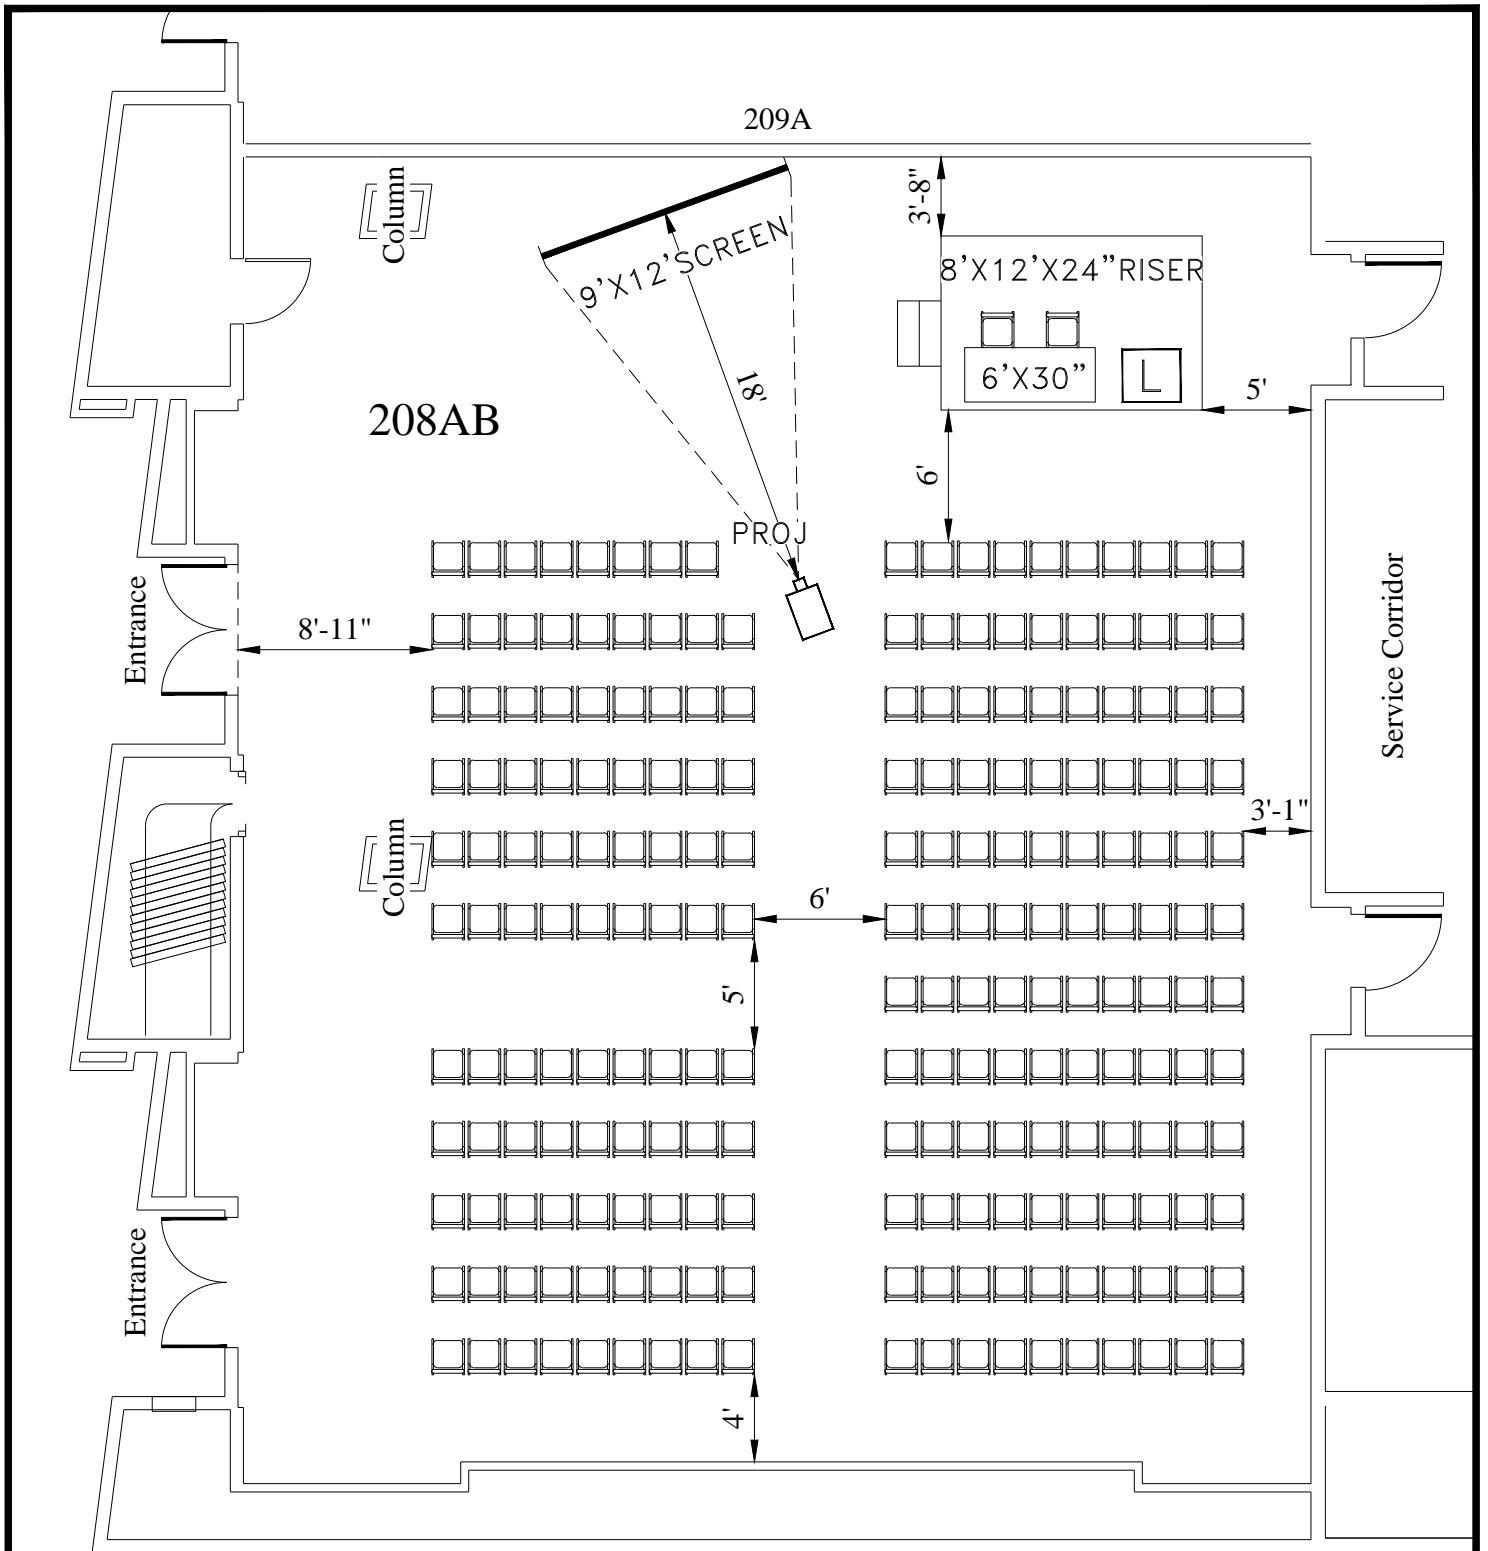 209A
Column
3'-8"
9'X12'SCREEN
8'X12'X24"RISER
18'
6'X30"
L
5'
208AB
6'
PROJ
Entrance
8'-11"
Service Corridor
3'-1"
Column
6'
5'
Entrance
4'